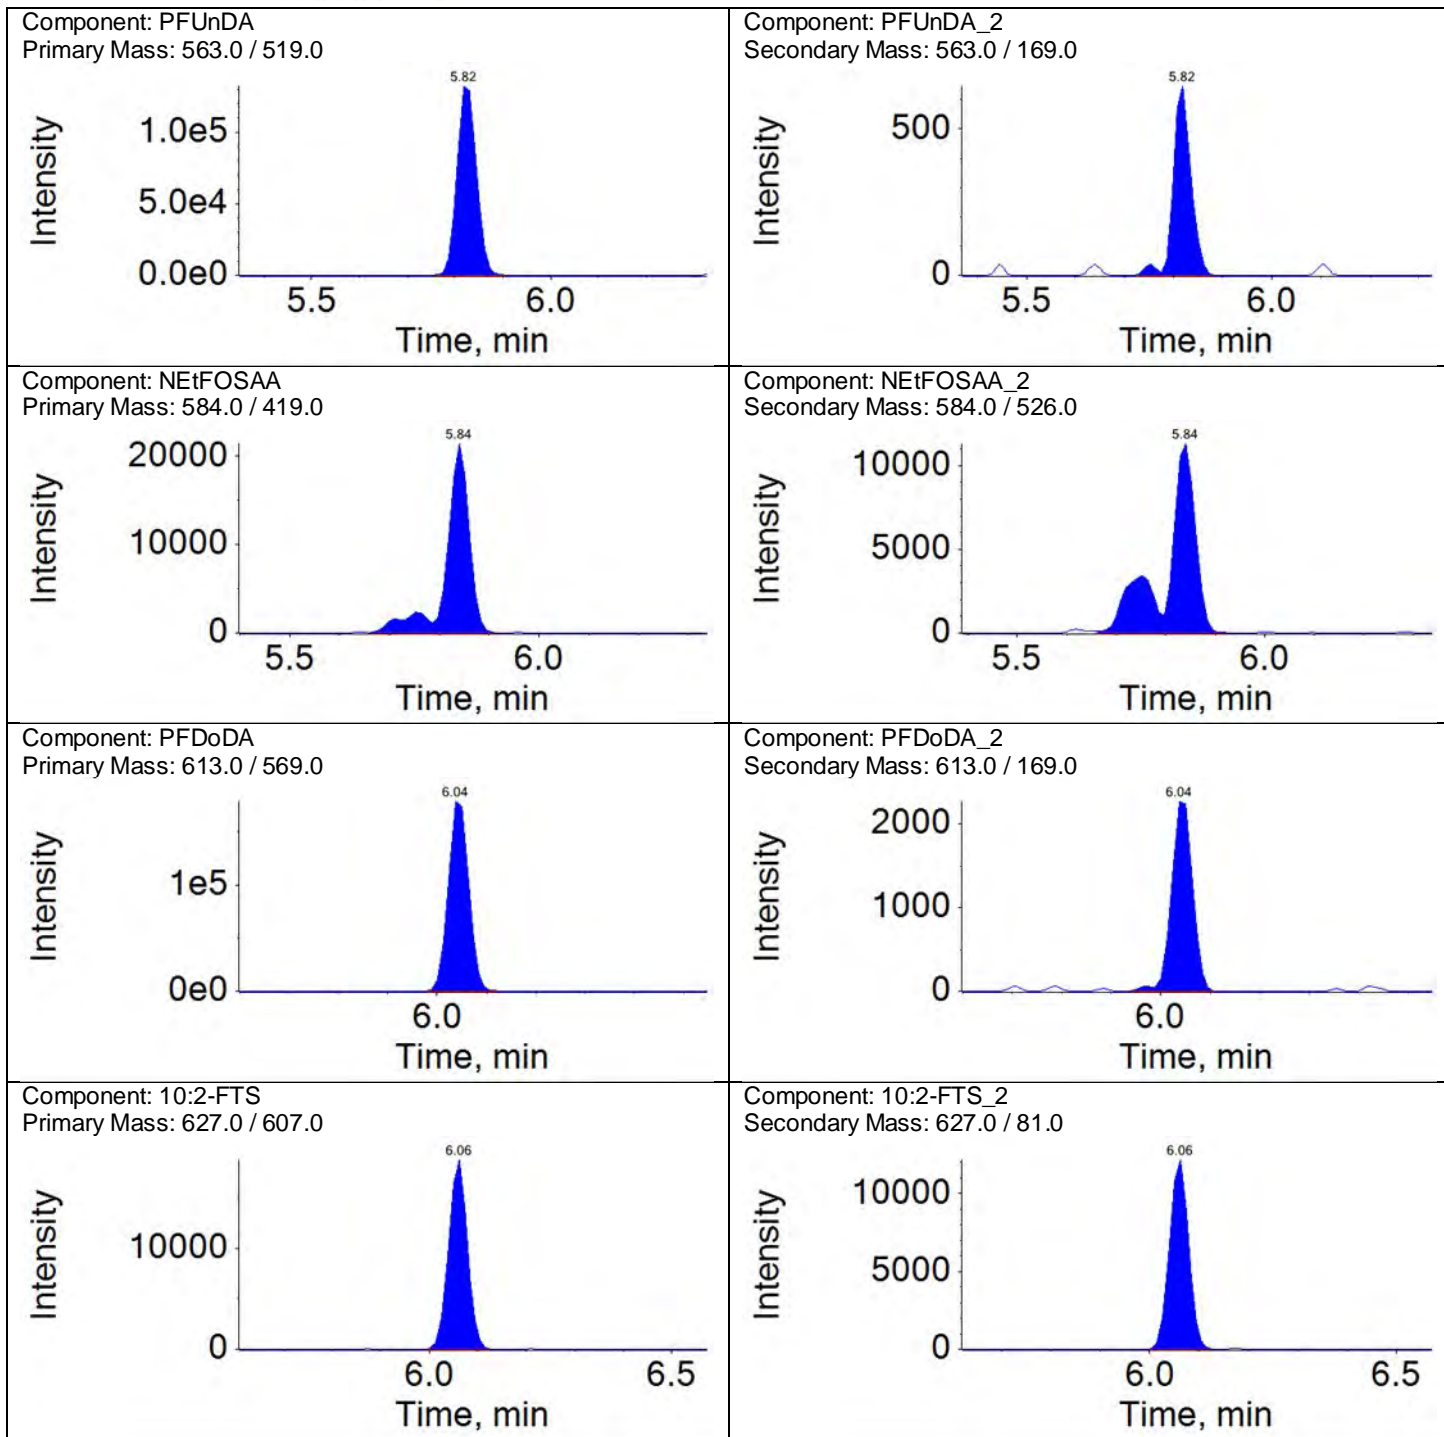 Component: PFUnDA
Primary Mass: 563.0 / 519.0
5.82
Intensity
1.0e5
5.0e4
0.0e0
5.5 6.0
Time, min
Component: PFUnDA_2
Secondary Mass: 563.0 / 169.0
5.82
Intensity
500
0
5.5 6.0
Time, min
Component: NEtFOSAA
Primary Mass: 584.0 / 419.0
5.84
Intensity
20000
10000
0
5.5 6.0
Time, min
Component: NEtFOSAA_2
Secondary Mass: 584.0 / 526.0
5.84
Intensity
10000
5000
0
5.5 6.0
Time, min
Component: PFDoDA
Primary Mass: 613.0 / 569.0
6.04
Intensity
1e5
0e0
6.0
Time, min
Component: PFDoDA_2
Secondary Mass: 613.0 / 169.0
6.04
Intensity
2000
1000
0
6.0
Time, min
Component: 10:2-FTS
Primary Mass: 627.0 / 607.0
6.06
Intensity
10000
0
6.0 6.5
Time, min
Component: 10:2-FTS_2
Secondary Mass: 627.0 / 81.0
6.06
Intensity
10000
5000
0
6.0 6.5
Time, min